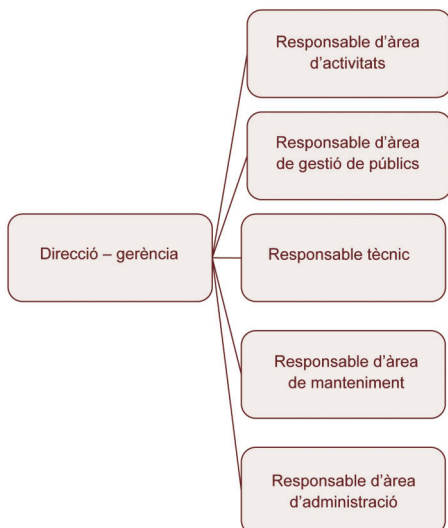 Responsable d’àrea
d’activitats
Responsable d’àrea
de gestió de públics
Direcció – gerència
Responsable tècnic
Responsable d’àrea
de manteniment
Responsable d’àrea
d’administració